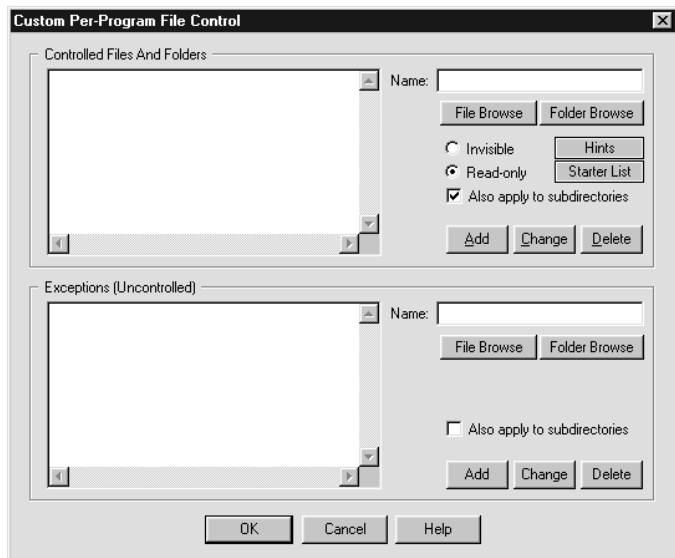 Custom Per-Program File Control
Controlled Files And Folders
Name:
File Browse Folder Browse
Invisible Hints
Read-only Starter List
Also apply to subdirectories
Add Change Delete
Exceptions (Uncontrolled)
Name:
File Browse Folder Browse
Also apply to subdirectories
Add Change Delete
OK Cancel Help